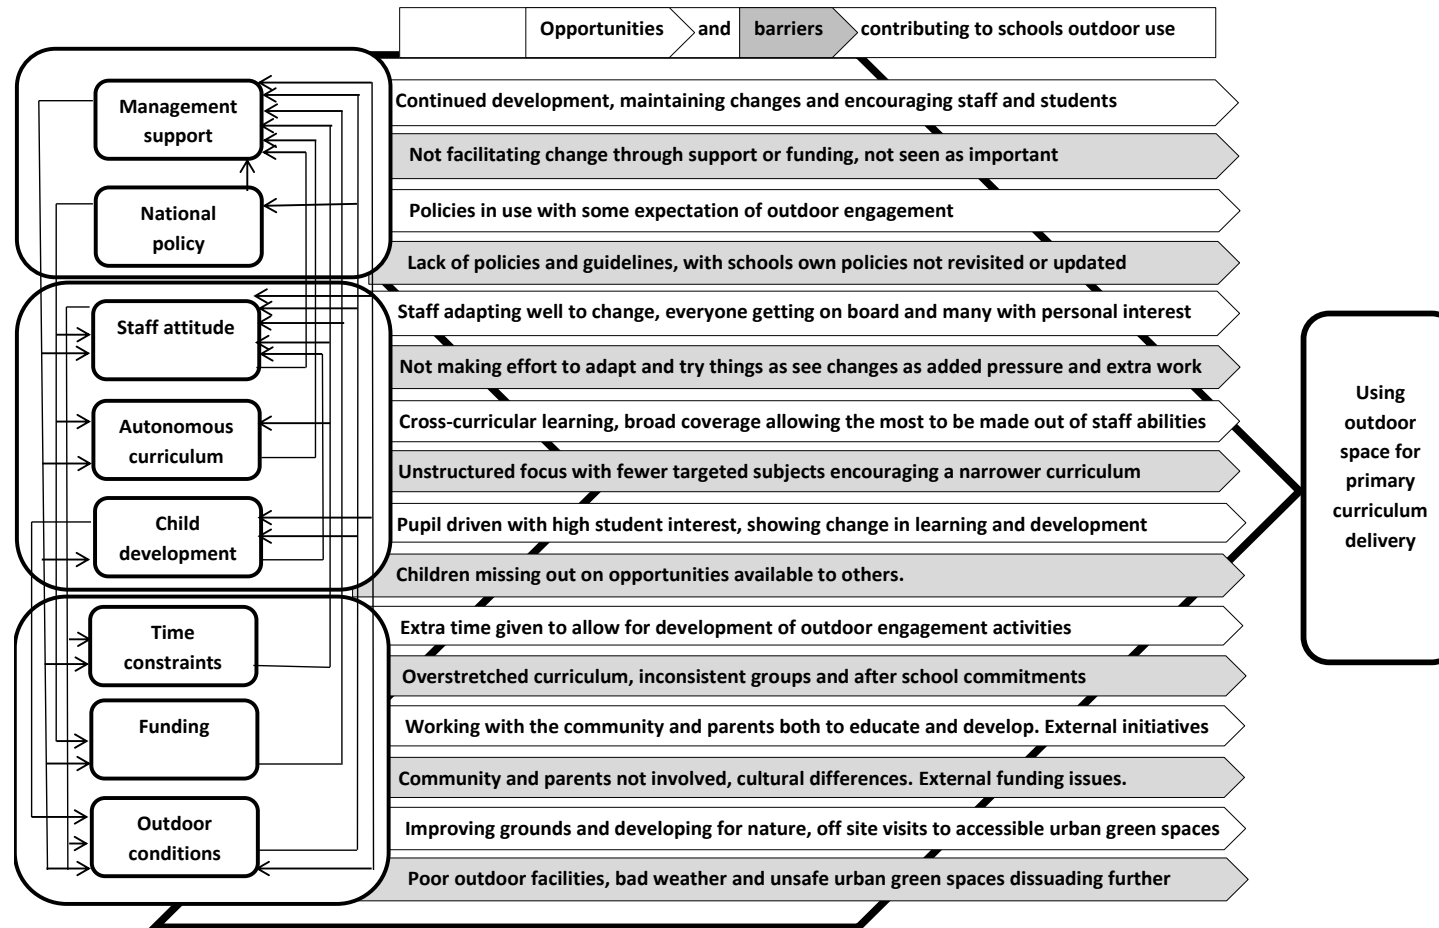 Opportunities and barriers contributing to schools outdoor use
Management
support
Continued development, maintaining changes and encouraging staff and students
Not facilitating change through support or funding, not seen as important
National
policy
Policies in use with some expectation of outdoor engagement
Lack of policies and guidelines, with schools own policies not revisited or updated
Staff attitude
Staff adapting well to change, everyone getting on board and many with personal interest
Not making effort to adapt and try things as see changes as added pressure and extra work
Autonomous
curriculum
Cross-curricular learning, broad coverage allowing the most to be made out of staff abilities
Unstructured focus with fewer targeted subjects encouraging a narrower curriculum
Child
development
Pupil driven with high student interest, showing change in learning and development
Children missing out on opportunities available to others.
Time
constraints
Extra time given to allow for development of outdoor engagement activities
Overstretched curriculum, inconsistent groups and after school commitments
Funding
Working with the community and parents both to educate and develop. External initiatives
Community and parents not involved, cultural differences. External funding issues.
Outdoor
conditions
Improving grounds and developing for nature, off site visits to accessible urban green spaces
Poor outdoor facilities, bad weather and unsafe urban green spaces dissuading further
Using
outdoor
space for
primary
curriculum
delivery